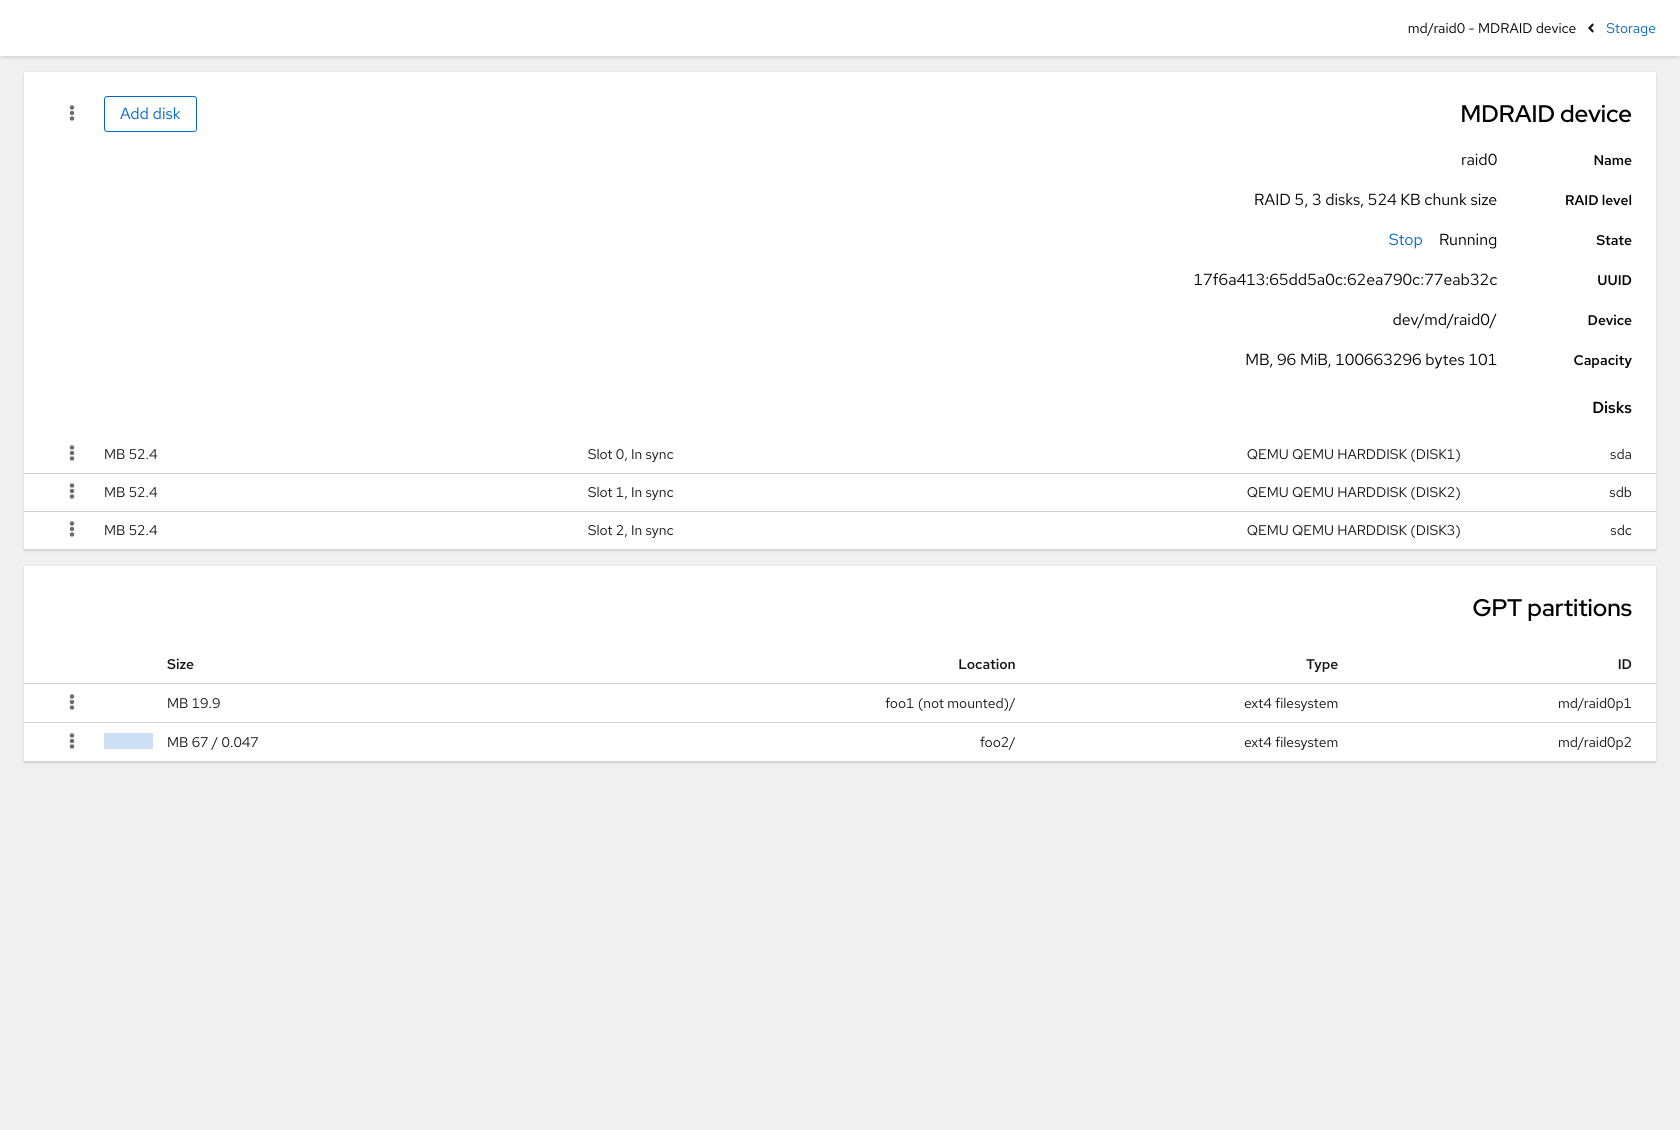 Storage md/raid0 - MDRAID device
MDRAID device Add disk
Name raid0
RAID level RAID 5, 3 disks, 524 KB chunk size
State Running Stop
UUID 17f6a413:65dd5a0c:62ea790c:77eab32c
Device dev/md/raid0/
Capacity MB, 96 MiB, 100663296 bytes 101
Disks
sda QEMU QEMU HARDDISK (DISK1) Slot 0, In sync MB 52.4
sdb QEMU QEMU HARDDISK (DISK2) Slot 1, In sync MB 52.4
sdc QEMU QEMU HARDDISK (DISK3) Slot 2, In sync MB 52.4
GPT partitions
ID Type Location Size
md/raid0p1 ext4 filesystem foo1 (not mounted)/ MB 19.9
md/raid0p2 ext4 filesystem foo2/ MB 67 / 0.047